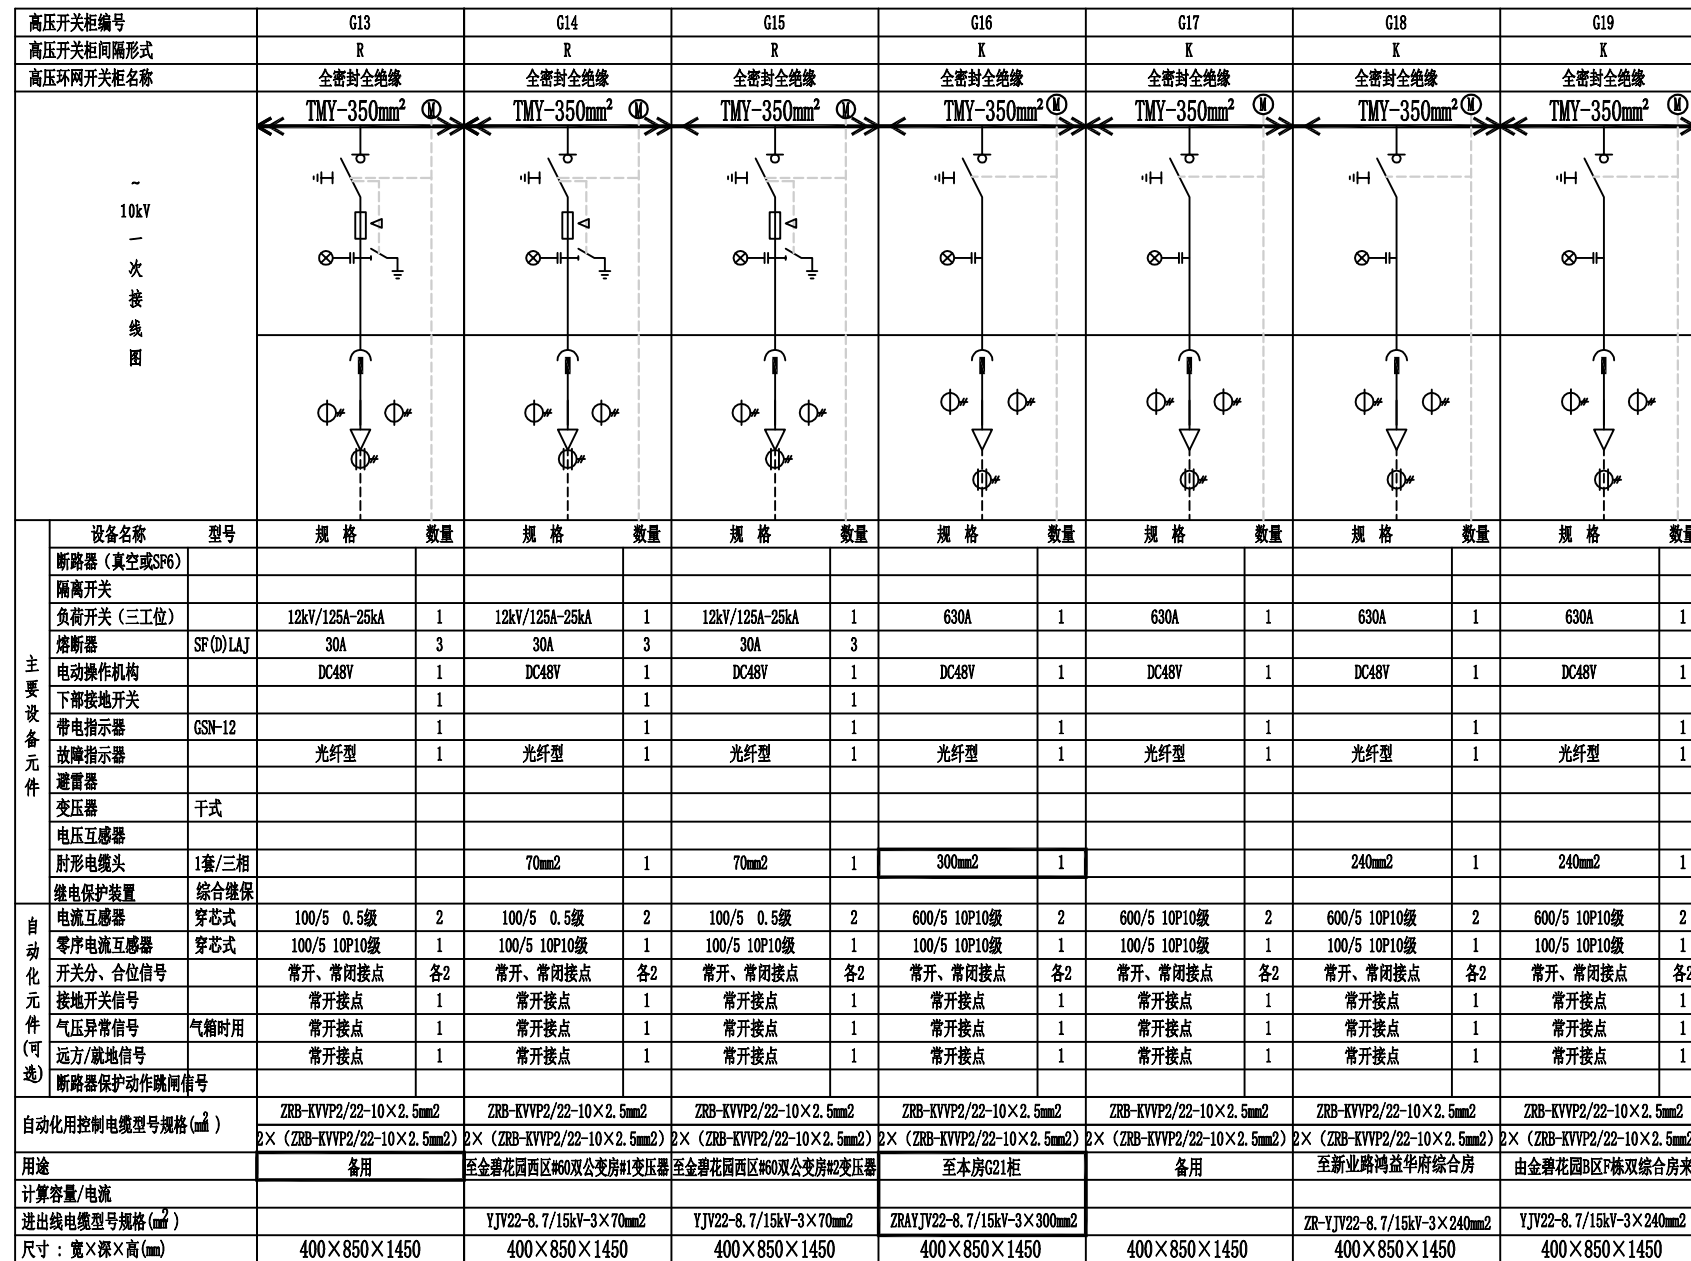 高压开关柜编号 G13 G14 G15 G16 G17 G18 G19
高压开关柜间隔形式 R R R K K K K
高压环网开关柜名称 全密封全绝缘 全密封全绝缘 全密封全绝缘 全密封全绝缘 全密封全绝缘 全密封全绝缘 全密封全绝缘
TMY-350mm² M TMY-350mm² M TMY-350mm² M TMY-350mm² M TMY-350mm² M TMY-350mm² M TMY-350mm² M
~
10kV
一
次
接
线
图
设备名称 型号 规 格 数量 规 格 数量 规 格 数量 规 格 数量 规 格 数量 规 格 数量 规 格 数量
主要设备元件
断路器（真空或SF6）
隔离开关
负荷开关（三工位） 12kV/125A-25kA 1 12kV/125A-25kA 1 12kV/125A-25kA 1 630A 1 630A 1 630A 1 630A 1
熔断器 SF(D)LAJ 30A 3 30A 3 30A 3
电动操作机构 DC48V 1 DC48V 1 DC48V 1 DC48V 1 DC48V 1 DC48V 1 DC48V 1
下部接地开关 1 1 1
带电指示器 GSN-12 1 1 1 1 1 1 1
故障指示器 光纤型 1 光纤型 1 光纤型 1 光纤型 1 光纤型 1 光纤型 1 光纤型 1
避雷器
变压器 干式
电压互感器
肘形电缆头 1套/三相 70mm2 1 70mm2 1 300mm2 1 240mm2 1 240mm2 1
继电保护装置 综合继保
自动化元件(可选)
电流互感器 穿芯式 100/5 0.5级 2 100/5 0.5级 2 100/5 0.5级 2 600/5 10P10级 2 600/5 10P10级 2 600/5 10P10级 2 600/5 10P10级 2
零序电流互感器 穿芯式 100/5 10P10级 1 100/5 10P10级 1 100/5 10P10级 1 100/5 10P10级 1 100/5 10P10级 1 100/5 10P10级 1 100/5 10P10级 1
开关分、合位信号 常开、常闭接点 各2 常开、常闭接点 各2 常开、常闭接点 各2 常开、常闭接点 各2 常开、常闭接点 各2 常开、常闭接点 各2 常开、常闭接点 各2
接地开关信号 常开接点 1 常开接点 1 常开接点 1 常开接点 1 常开接点 1 常开接点 1 常开接点 1
气压异常信号 气箱时用 常开接点 1 常开接点 1 常开接点 1 常开接点 1 常开接点 1 常开接点 1 常开接点 1
远方/就地信号 常开接点 1 常开接点 1 常开接点 1 常开接点 1 常开接点 1 常开接点 1 常开接点 1
断路器保护动作跳闸信号
自动化用控制电缆型号规格(mm²) ZRB-KVVP2/22-10×2.5mm2 ZRB-KVVP2/22-10×2.5mm2 ZRB-KVVP2/22-10×2.5mm2 ZRB-KVVP2/22-10×2.5mm2 ZRB-KVVP2/22-10×2.5mm2 ZRB-KVVP2/22-10×2.5mm2 ZRB-KVVP2/22-10×2.5mm2
2×（ZRB-KVVP2/22-10×2.5mm2） 2×（ZRB-KVVP2/22-10×2.5mm2） 2×（ZRB-KVVP2/22-10×2.5mm2） 2×（ZRB-KVVP2/22-10×2.5mm2） 2×（ZRB-KVVP2/22-10×2.5mm2） 2×（ZRB-KVVP2/22-10×2.5mm2） 2×（ZRB-KVVP2/22-10×2.5mm2
用途 备用 至金碧花园西区#60双公变房#1变压器 至金碧花园西区#60双公变房#2变压器 至本房G21柜 备用 至新业路鸿益华府综合房 由金碧花园B区F栋双综合房来
计算容量/电流
进出线电缆型号规格(mm²) YJV22-8.7/15kV-3×70mm2 YJV22-8.7/15kV-3×70mm2 ZRAYJV22-8.7/15kV-3×300mm2 ZR-YJV22-8.7/15kV-3×240mm2 YJV22-8.7/15kV-3×240mm2
尺寸：宽×深×高(mm) 400×850×1450 400×850×1450 400×850×1450 400×850×1450 400×850×1450 400×850×1450 400×850×1450